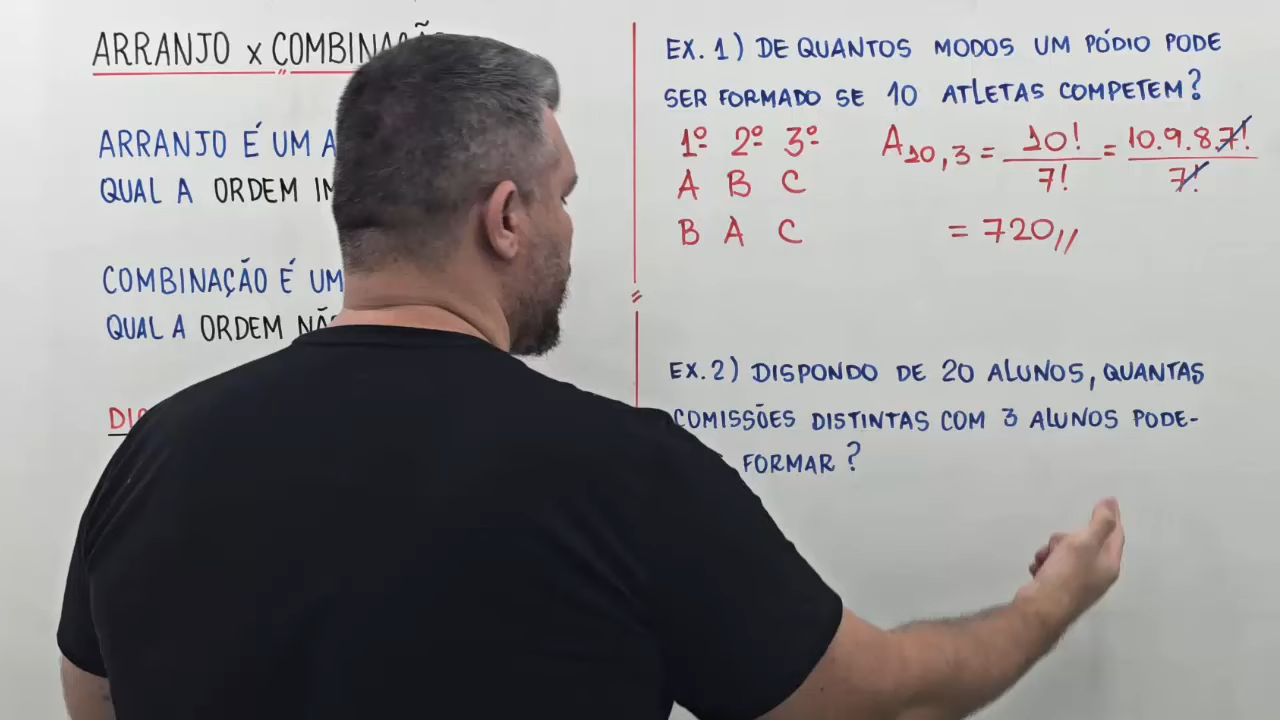 ARRANJO x COMBINAÇÃO
ARRANJO É UM A
QUAL A ORDEM IM
COMBINAÇÃO É UM
QUAL A ORDEM NÃO
EX. 1) DE QUANTOS MODOS UM PÓDIO PODE
SER FORMADO SE 10 ATLETAS COMPETEM?
1º 2º 3º
A B C
B A C
A10,3 = 10!/7! = 10.9.8.7!/7!
= 720//
EX. 2) DISPONDO DE 20 ALUNOS, QUANTAS
COMISSÕES DISTINTAS COM 3 ALUNOS PODE-
FORMAR?